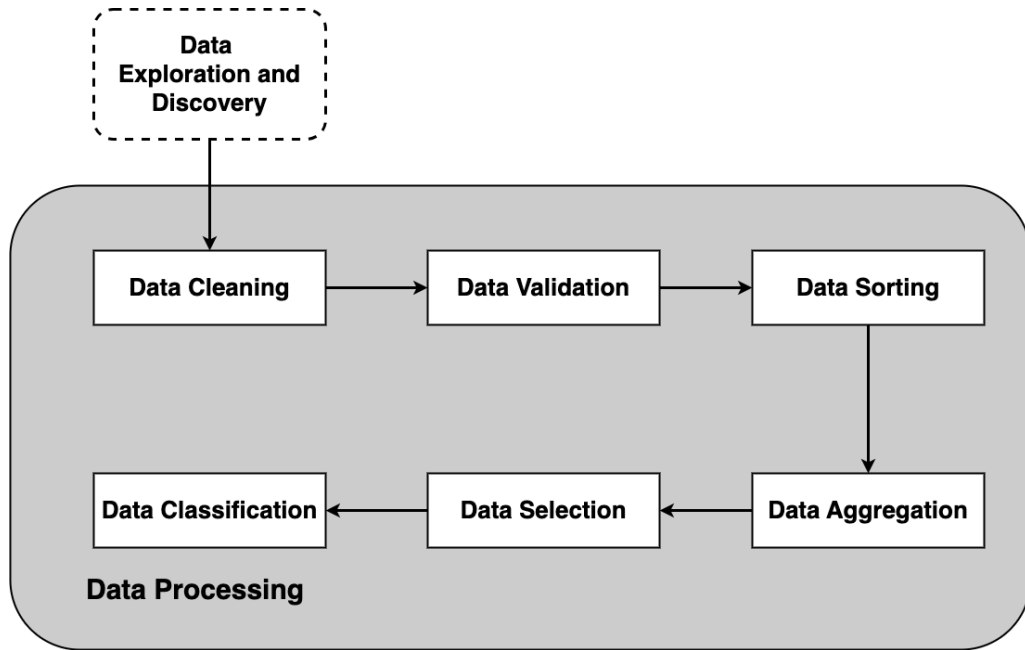 Data
Exploration and
Discovery
Data Cleaning
Data Validation
Data Sorting
Data Classification
Data Selection
Data Aggregation
Data Processing